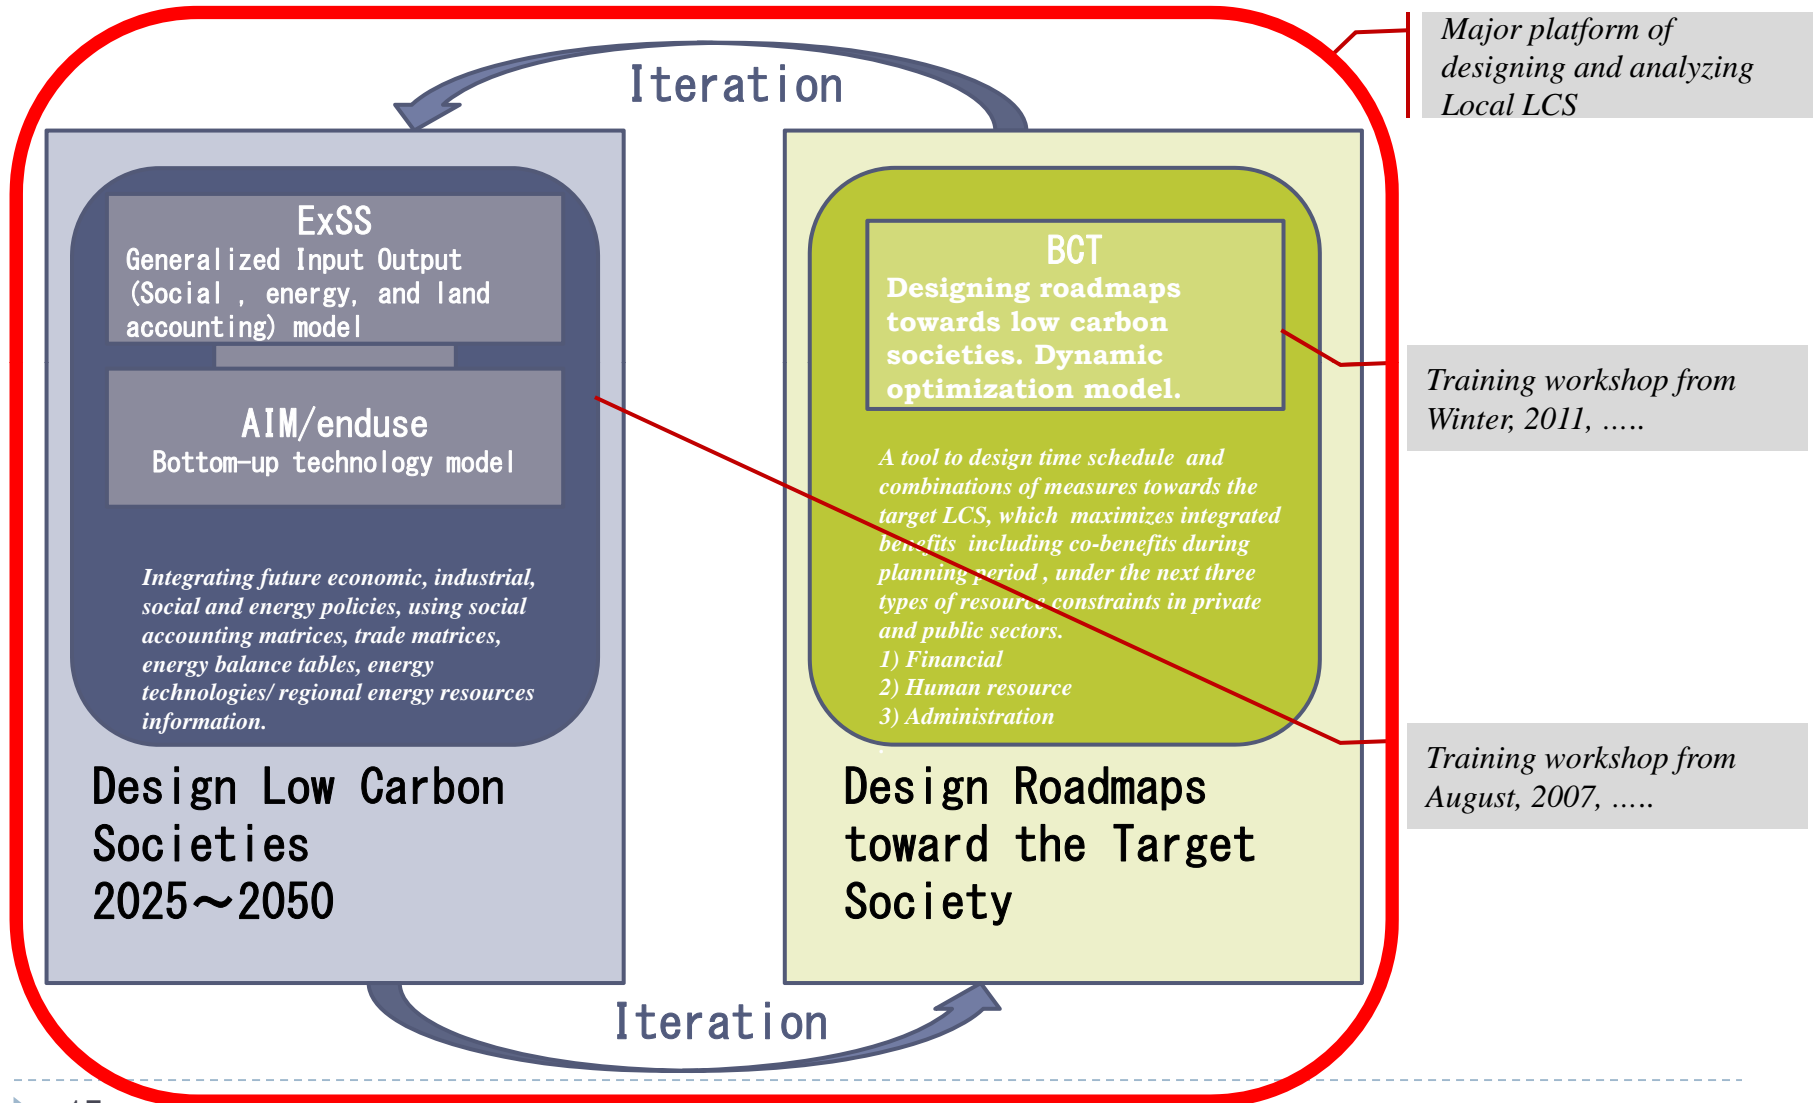 Major platform of
designing and analyzing
Local LCS
Iteration
ExSS
Generalized Input Output
(Social , energy, and land
accounting) model
AIM/enduse
Bottom-up technology model
Integrating future economic, industrial,
social and energy policies, using social
accounting matrices, trade matrices,
energy balance tables, energy
technologies/ regional energy resources
information.
Design Low Carbon
Societies
2025～2050
BCT
Designing roadmaps
towards low carbon
societies. Dynamic
optimization model.
A tool to design time schedule and
combinations of measures towards the
target LCS, which maximizes integrated
benefits including co-benefits during
planning period , under the next three
types of resource constraints in private
and public sectors.
1) Financial
2) Human resource
3) Administration
Design Roadmaps
toward the Target
Society
Training workshop from
Winter, 2011, …..
Training workshop from
August, 2007, …..
Iteration